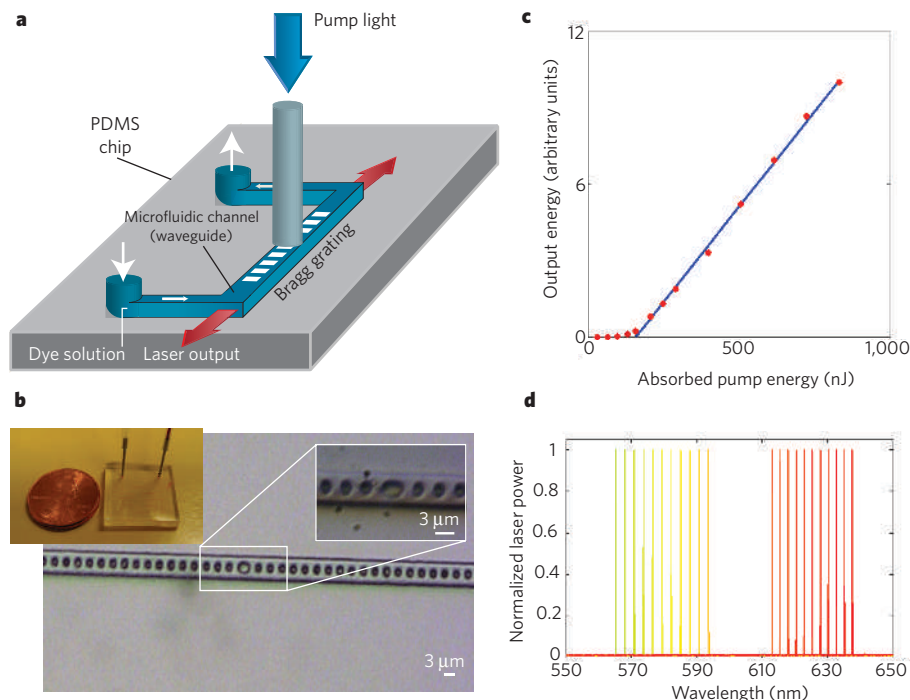 a
Pump light
PDMS
chip
Microfluidic channel
(waveguide)
Bragg grating
Dye solution
Laser output
b
3 μm
3 μm
c
12
6
0
0
500
1,000
Output energy (arbitrary units)
Absorbed pump energy (nJ)
d
1
0.8
0.6
0.4
0.2
0
550
570
590
610
630
650
Normalized laser power
Wavelength (nm)